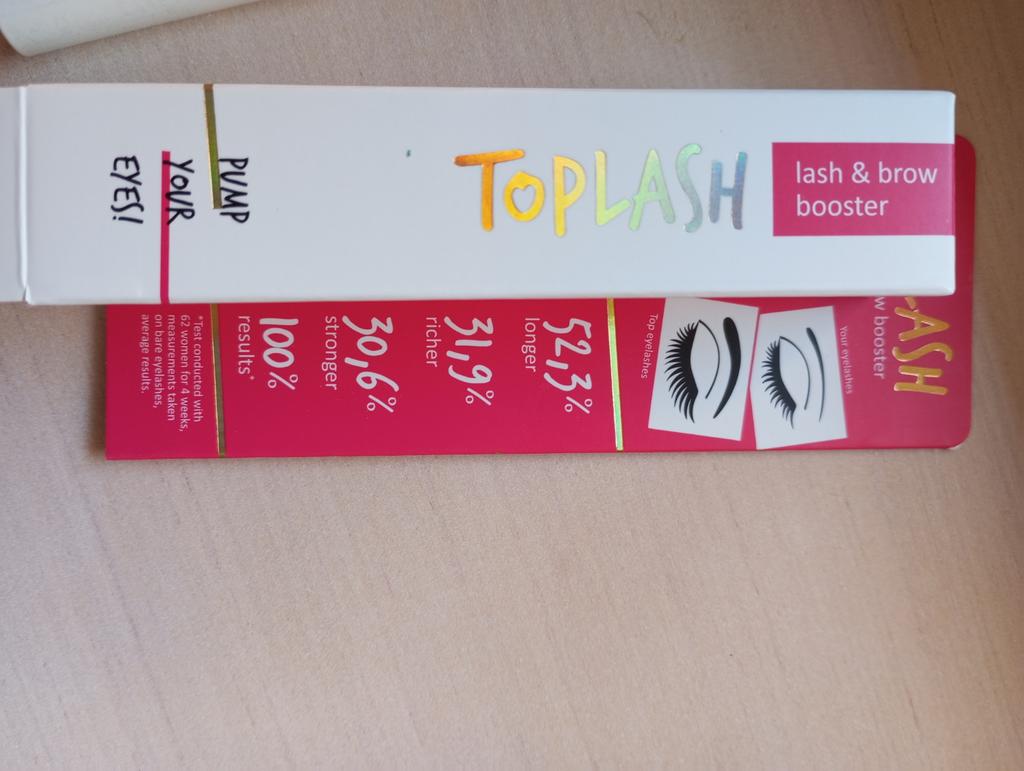 TOPLASH
lash & brow
booster
PUMP
YOUR
EYES!
LASH
w booster
Your eyelashes
Top eyelashes
52,3%
longer
31,9%
richer
30,6%
stronger
100%
results*
*Test conducted with
62 women for 4 weeks,
measurements taken
on bare eyelashes,
average results.